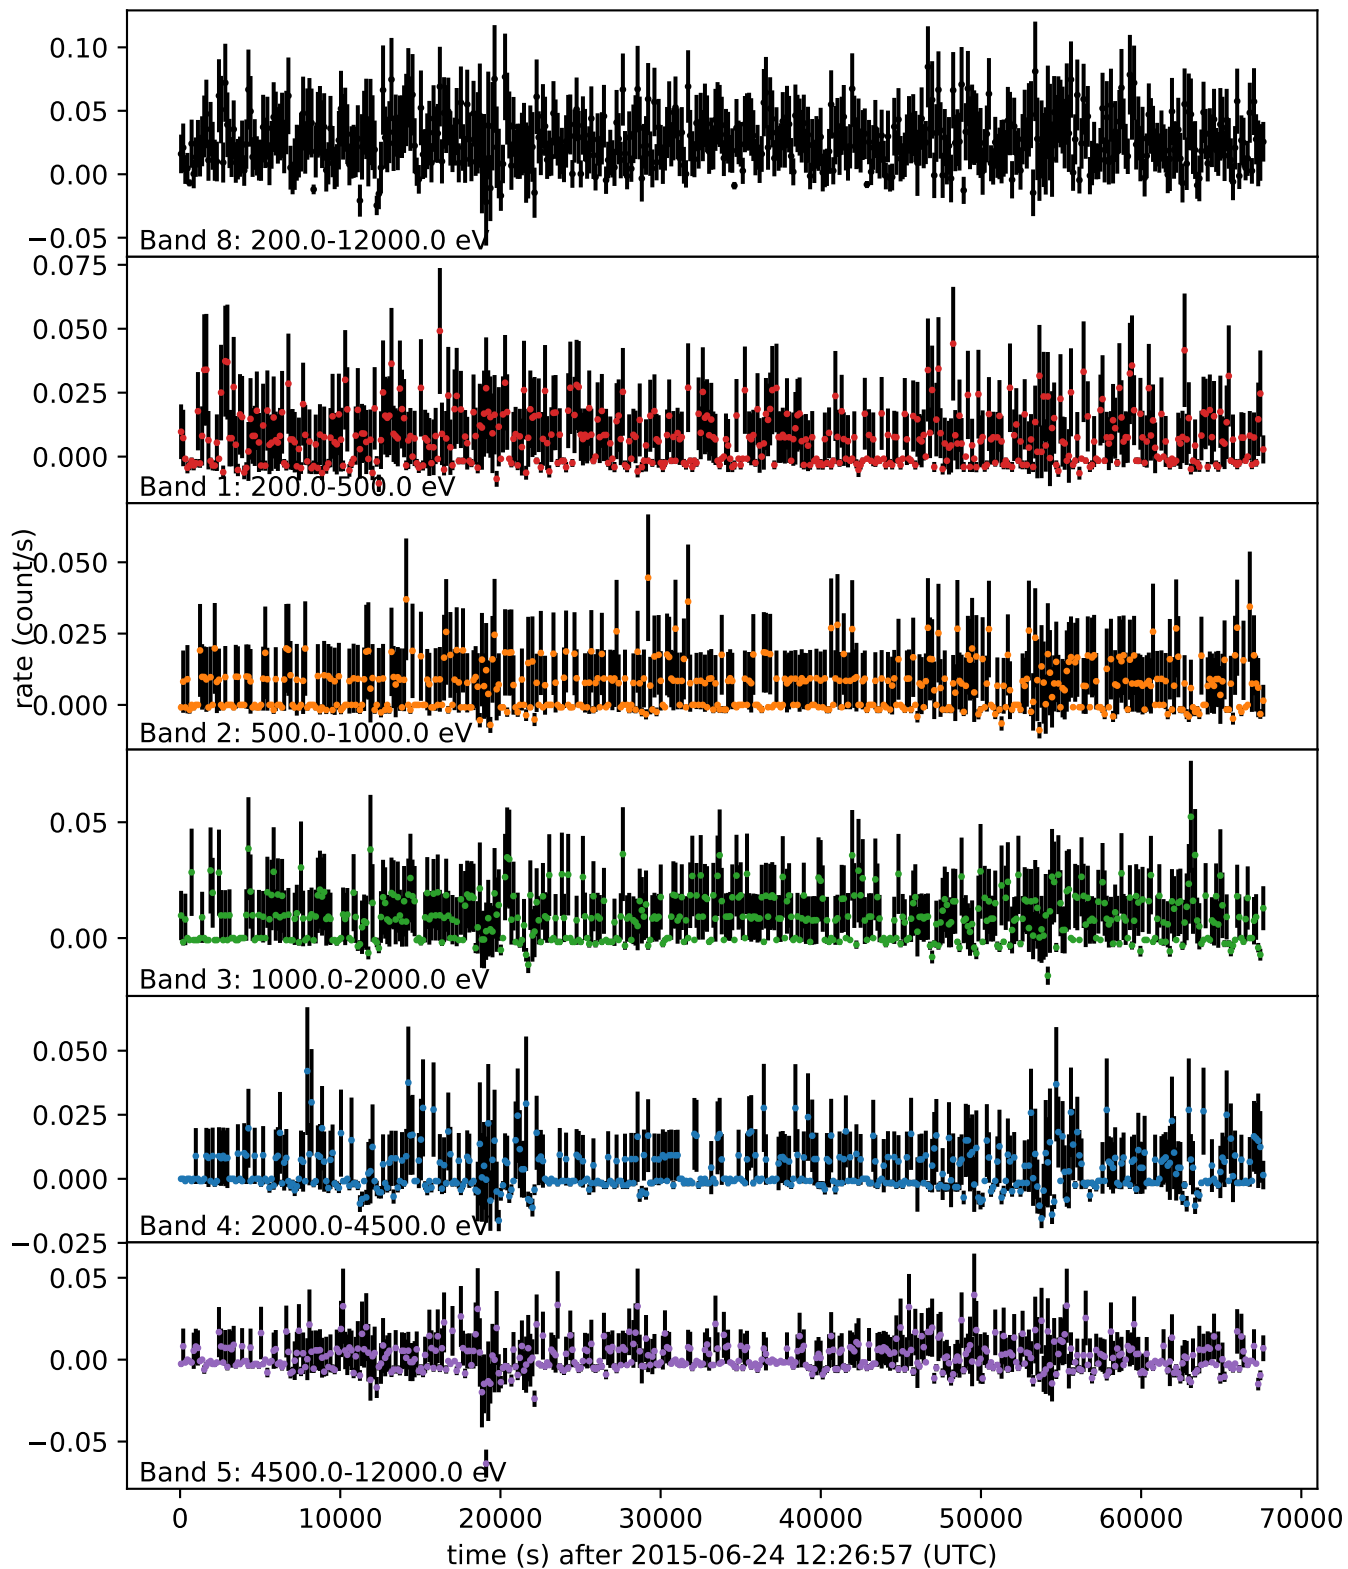 0.10
0.05
0.00
−0.05
Band 8: 200.0-12000.0 eV
0.075
0.050
0.025
0.000
Band 1: 200.0-500.0 eV
rate (count/s)
0.050
0.025
0.000
Band 2: 500.0-1000.0 eV
0.05
0.00
Band 3: 1000.0-2000.0 eV
0.050
0.025
0.000
−0.025
Band 4: 2000.0-4500.0 eV
0.05
0.00
−0.05
Band 5: 4500.0-12000.0 eV
0 10000 20000 30000 40000 50000 60000 70000
time (s) after 2015-06-24 12:26:57 (UTC)